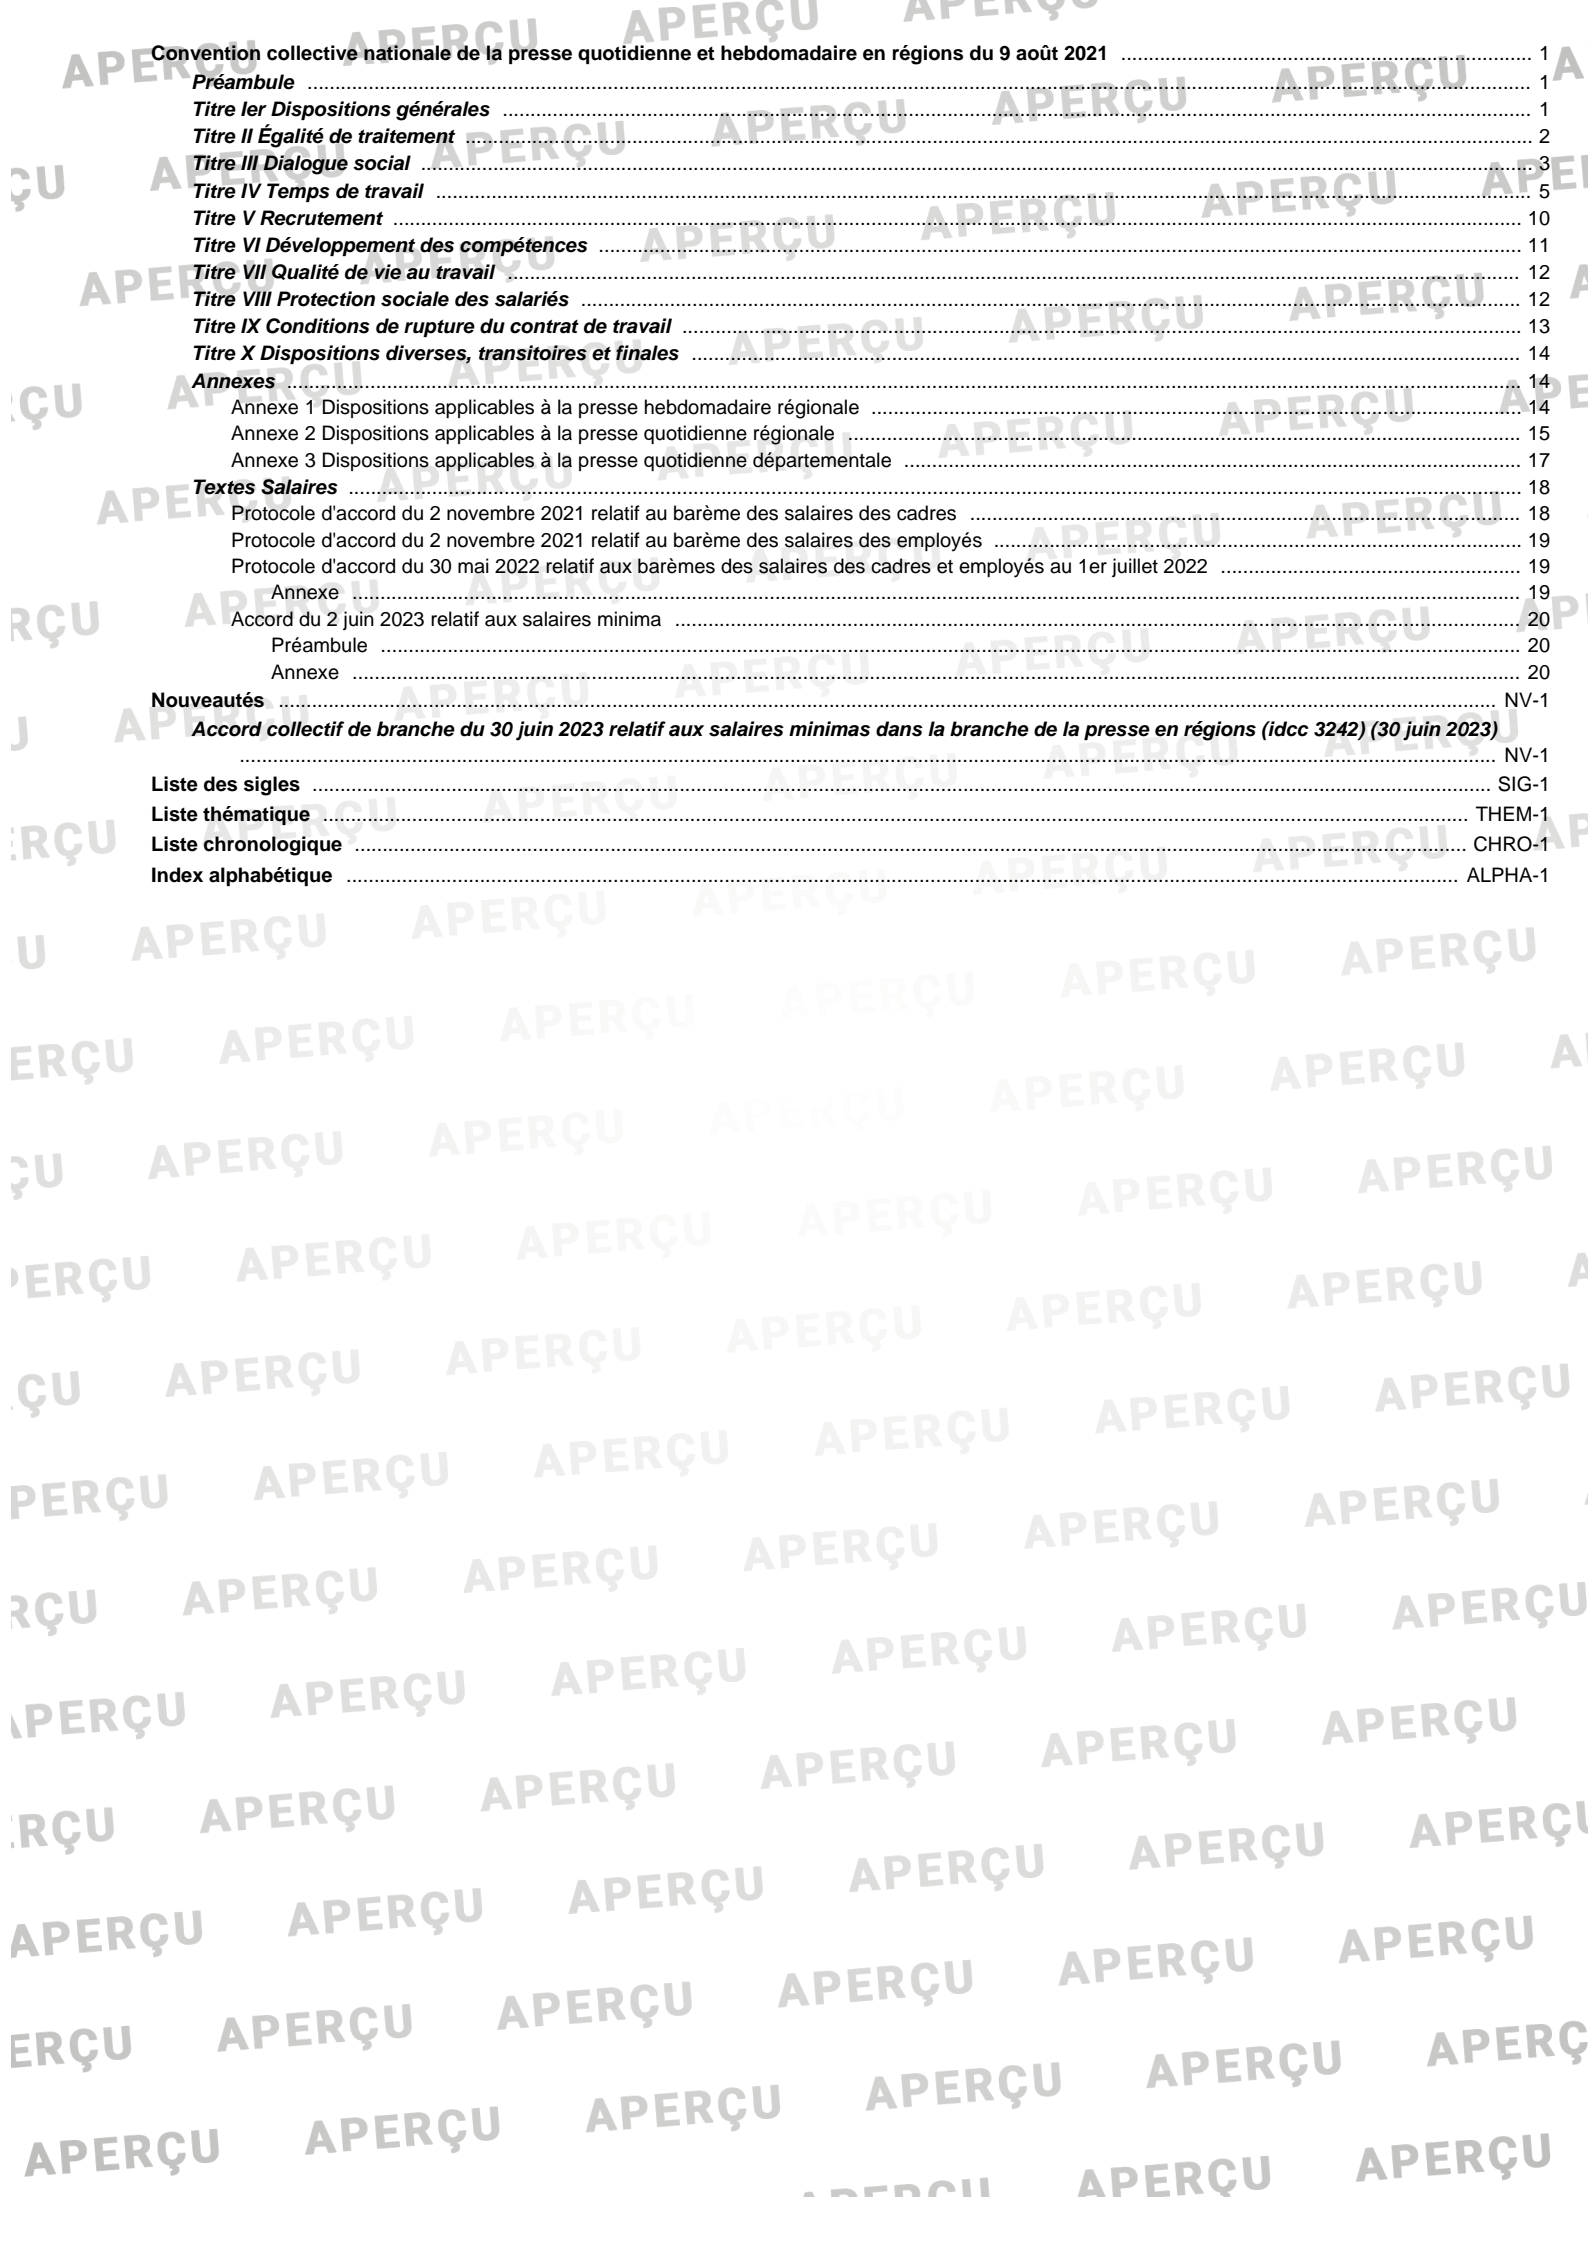 Convention collective nationale de la presse quotidienne et hebdomadaire en régions du 9 août 2021 ........ 1
Préambule ........ 1
Titre Ier Dispositions générales ........ 1
Titre II Égalité de traitement ........ 2
Titre III Dialogue social ........ 3
Titre IV Temps de travail ........ 5
Titre V Recrutement ........ 10
Titre VI Développement des compétences ........ 11
Titre VII Qualité de vie au travail ........ 12
Titre VIII Protection sociale des salariés ........ 12
Titre IX Conditions de rupture du contrat de travail ........ 13
Titre X Dispositions diverses, transitoires et finales ........ 14
Annexes ........ 14
Annexe 1 Dispositions applicables à la presse hebdomadaire régionale ........ 14
Annexe 2 Dispositions applicables à la presse quotidienne régionale ........ 15
Annexe 3 Dispositions applicables à la presse quotidienne départementale ........ 17
Textes Salaires ........ 18
Protocole d'accord du 2 novembre 2021 relatif au barème des salaires des cadres ........ 18
Protocole d'accord du 2 novembre 2021 relatif au barème des salaires des employés ........ 19
Protocole d'accord du 30 mai 2022 relatif aux barèmes des salaires des cadres et employés au 1er juillet 2022 ........ 19
Annexe ........ 19
Accord du 2 juin 2023 relatif aux salaires minima ........ 20
Préambule ........ 20
Annexe ........ 20
Nouveautés ........ NV-1
Accord collectif de branche du 30 juin 2023 relatif aux salaires minimas dans la branche de la presse en régions (idcc 3242) (30 juin 2023)
........ NV-1
Liste des sigles ........ SIG-1
Liste thématique ........ THEM-1
Liste chronologique ........ CHRO-1
Index alphabétique ........ ALPHA-1
APERÇU